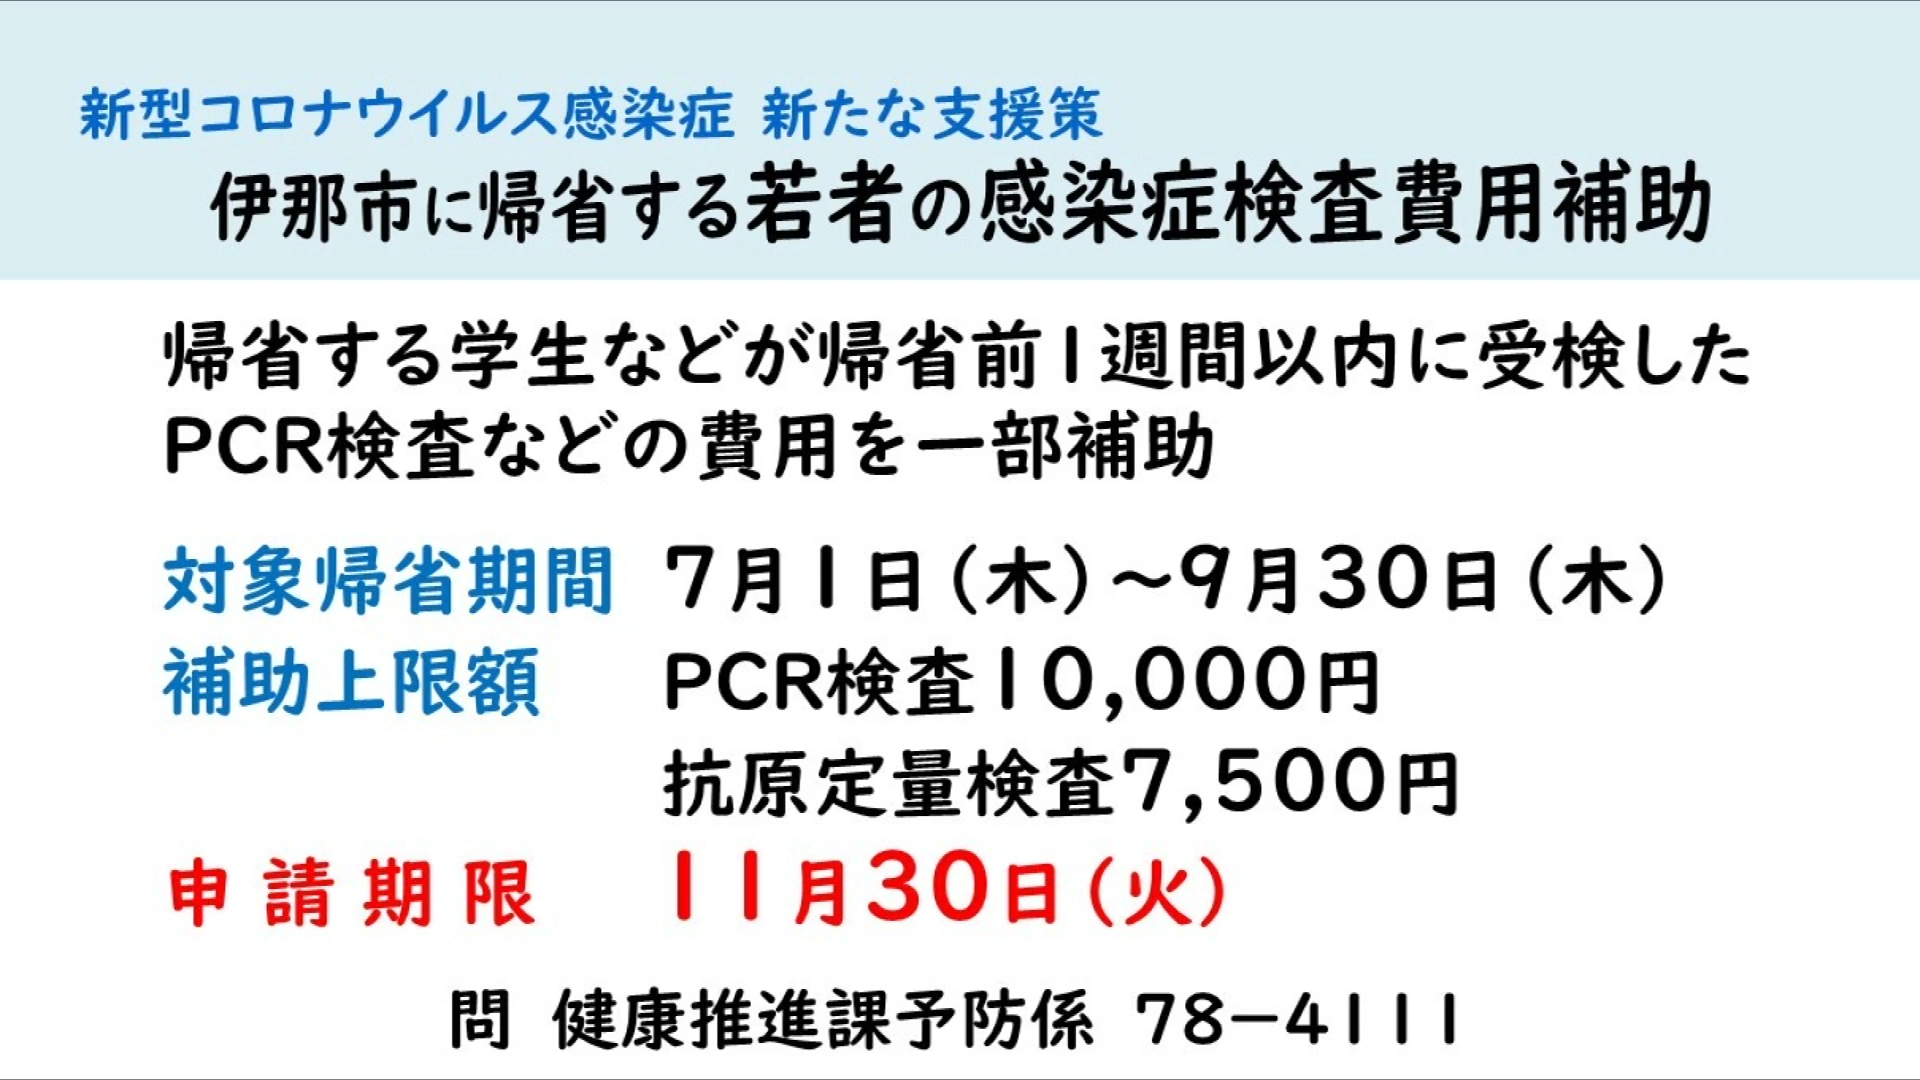 新型コロナウイルス感染症 新たな支援策
伊那市に帰省する若者の感染症検査費用補助
帰省する学生などが帰省前1週間以内に受検した
PCR検査などの費用を一部補助
対象帰省期間 7月1日(木)~9月30日(木)
補助上限額 PCR検査10,000円
抗原定量検査7,500円
申請期限 11月30日(火)
問 健康推進課予防係 78-4111